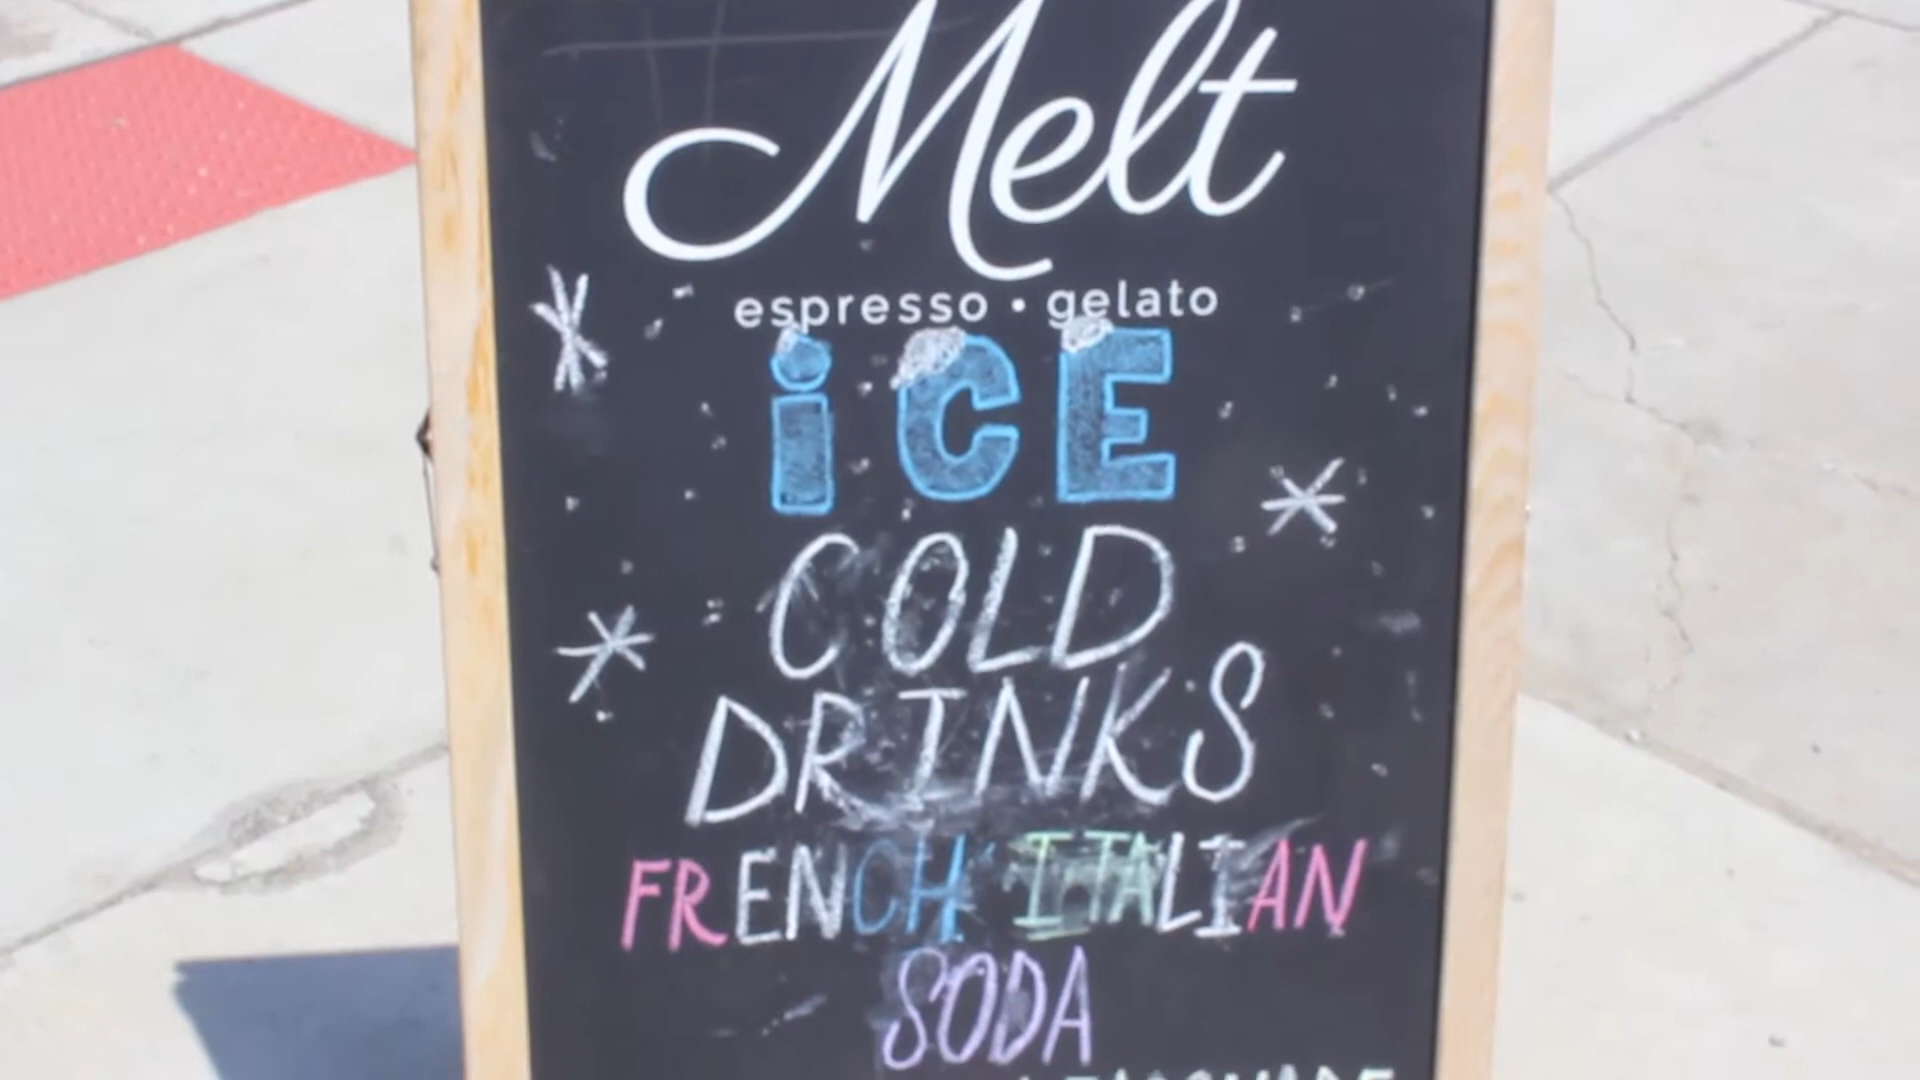 Melt
espresso • gelato
iCE
COLD
DRINKS
FRENCH ITALIAN
SODA